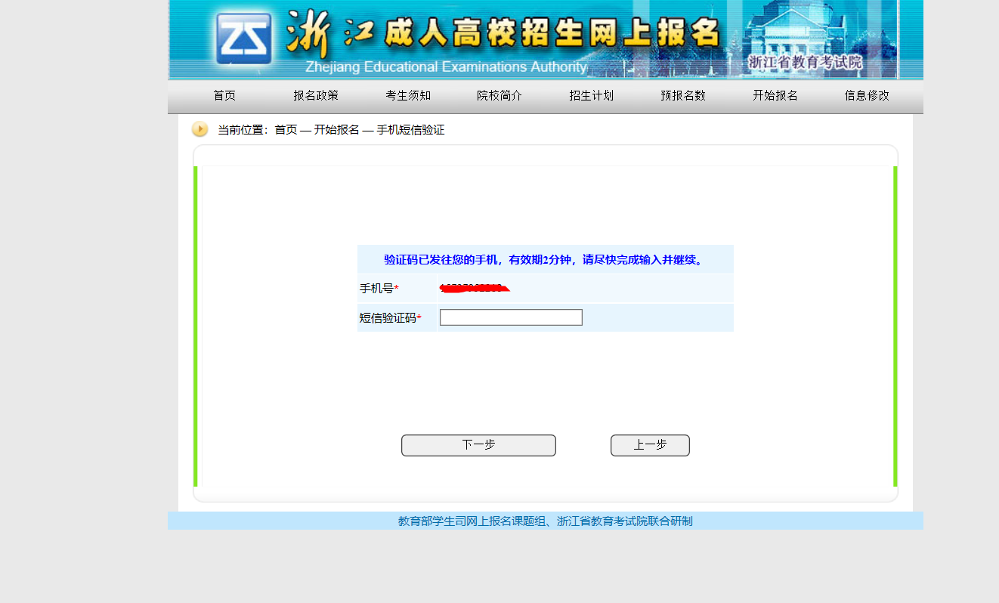 ZS 浙江成人高校招生网上报名
Zhejiang Educational Examinations Authority
浙江省教育考试院
首页 报名政策 考生须知 院校简介 招生计划 预报名数 开始报名 信息修改
当前位置：首页 — 开始报名 — 手机短信验证
验证码已发往您的手机，有效期2分钟，请尽快完成输入并继续。
手机号*
短信验证码*
下一步 上一步
教育部学生司网上报名课题组、浙江省教育考试院联合研制